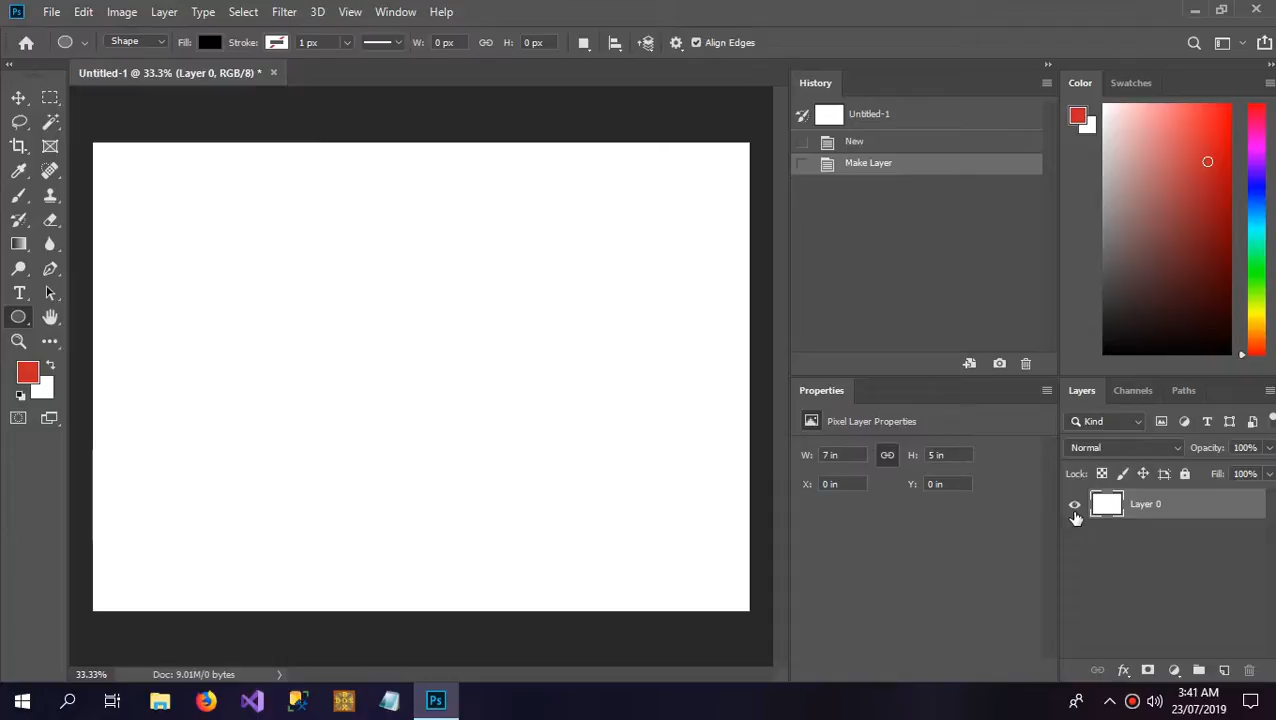 Ps File Edit Image Layer Type Select Filter 3D View Window Help
Shape Fill: Stroke: 1 px W: 0 px H: 0 px Align Edges
Untitled-1 @ 33.3% (Layer 0, RGB/8) *
History
Untitled-1
New
Make Layer
Color Swatches
Properties
Pixel Layer Properties
W: 7 in H: 5 in
X: 0 in Y: 0 in
Layers Channels Paths
Kind
Normal Opacity: 100%
Lock: Fill: 100%
Layer 0
33.33% Doc: 9.01M/0 bytes
Ps
3:41 AM
23/07/2019